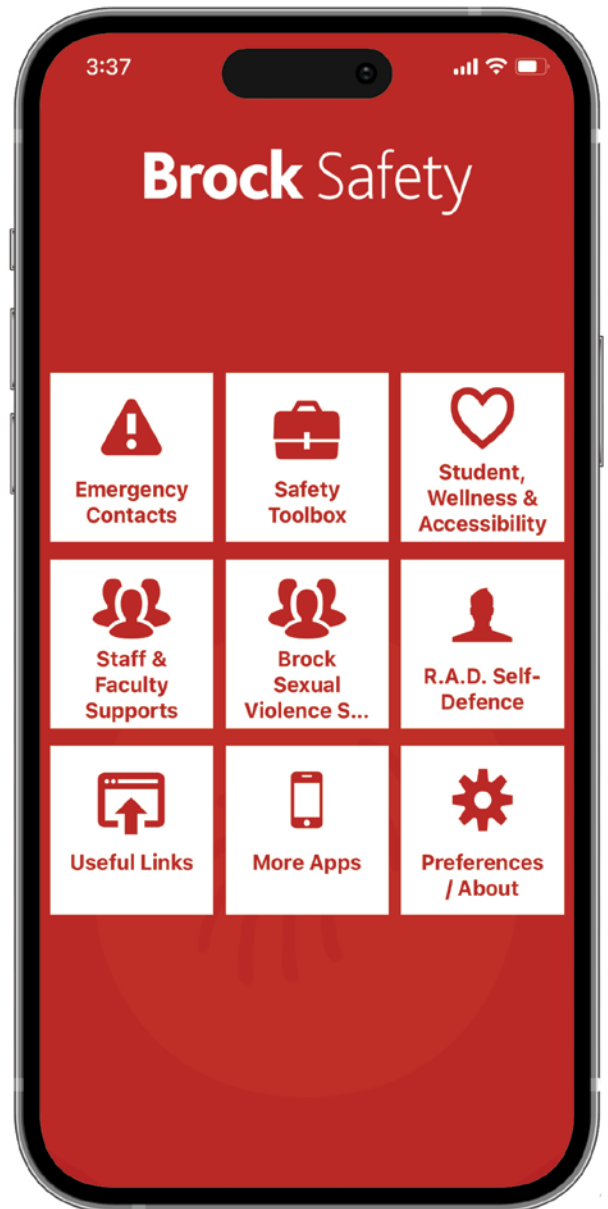 3:37
Brock Safety
Emergency
Contacts
Safety
Toolbox
Student,
Wellness &
Accessibility
Staff &
Faculty
Supports
Brock
Sexual
Violence S...
R.A.D. Self-
Defence
Useful Links
More Apps
Preferences
/ About